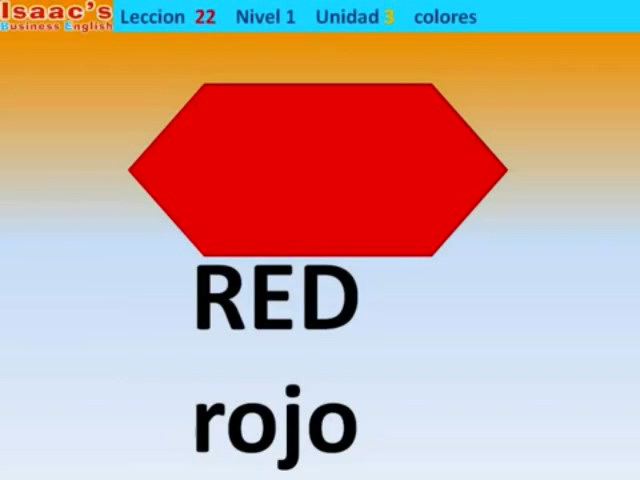 Isaac's
Business English
Leccion 22 Nivel 1 Unidad 3 colores
RED
rojo